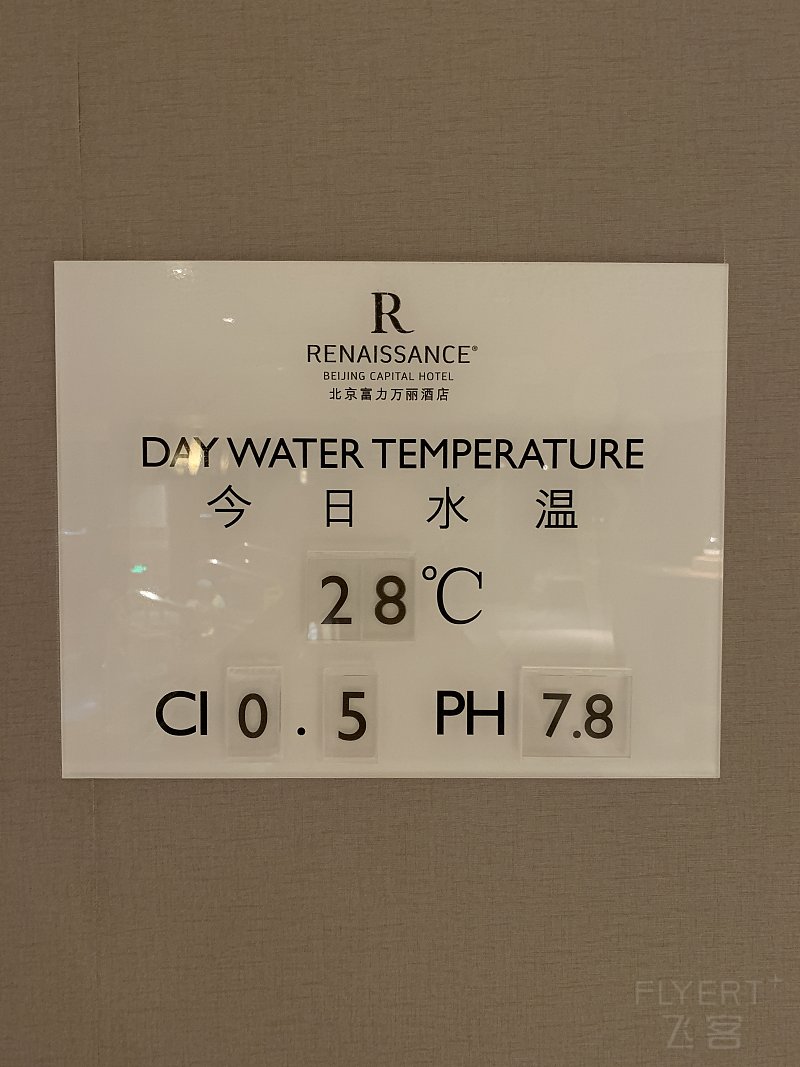 R
RENAISSANCE®
BEIJING CAPITAL HOTEL
北京富力万丽酒店
DAY WATER TEMPERATURE
今日水温
28℃
Cl 0.5 PH 7.8
FLYERT+
飞客